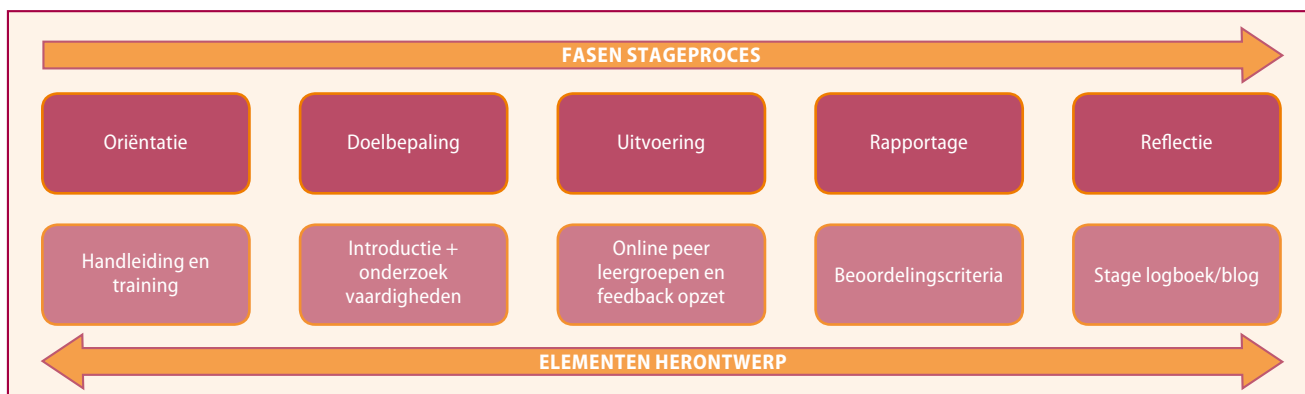 FASEN STAGEPROCES
Oriëntatie
Doelbepaling
Uitvoering
Rapportage
Reflectie
Handleiding en
training
Introductie +
onderzoek
vaardigheden
Online peer
leergroepen en
feedback opzet
Beoordelingscriteria
Stage logboek/blog
ELEMENTEN HERONTWERP